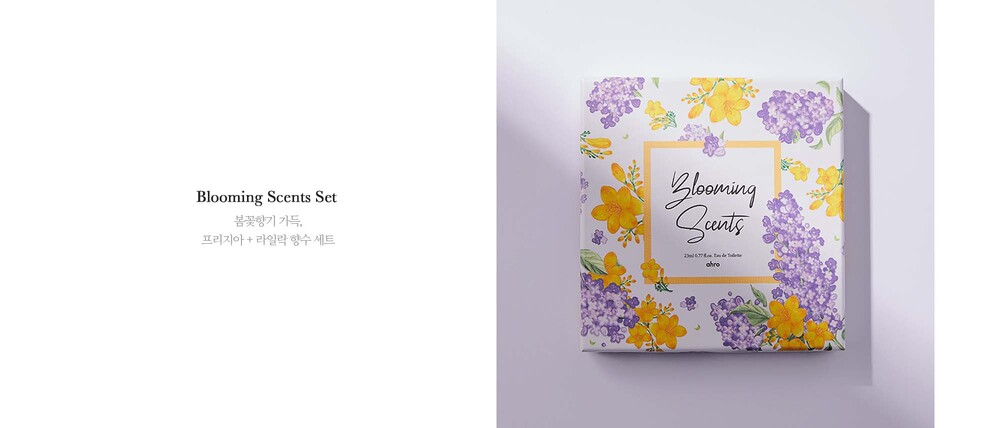 Blooming Scents Set
봄꽃향기 가득,
프리지아 + 라일락 향수 세트
Blooming
Scents
23ml 0.77 fl.oz. Eau de Toilette
ahro